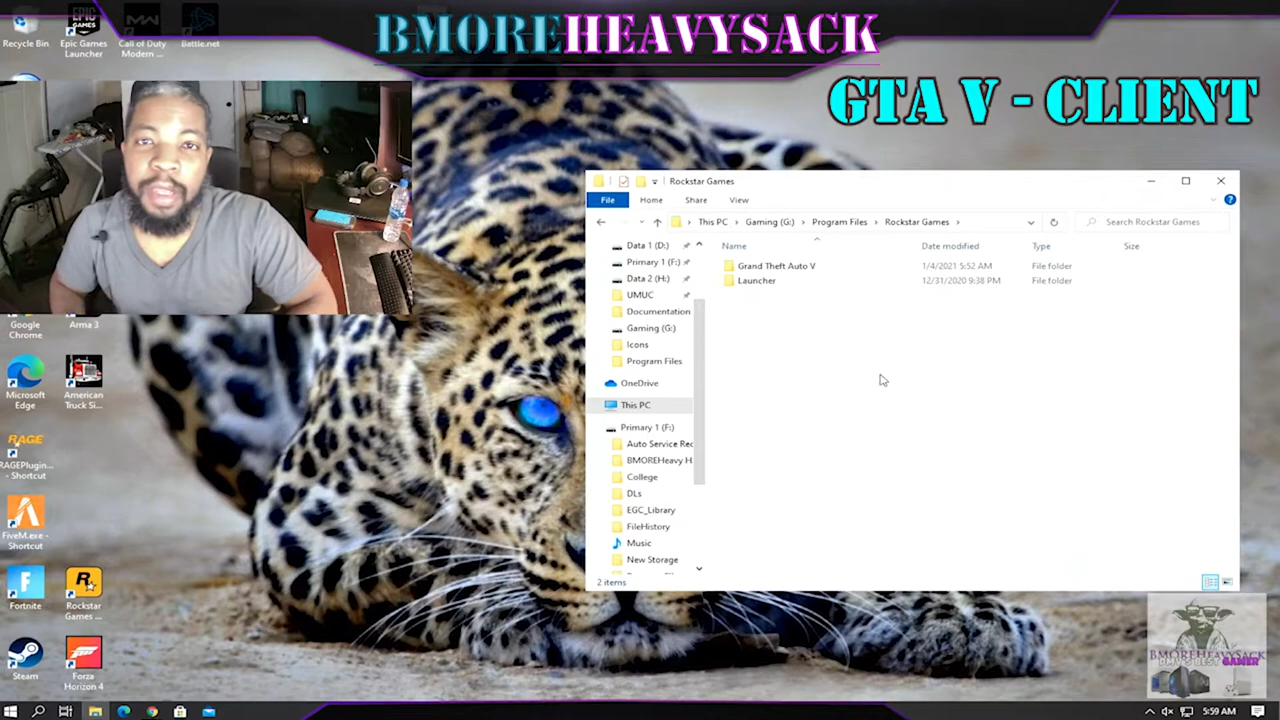 BMOREHEAVYSACK
GTA V - CLIENT
Recycle Bin
Epic Games
Launcher
Call of Duty
Modern ...
Battle.net
EPIC
GAMES
Google
Chrome
Arma 3
Microsoft
Edge
American
Truck Si...
RAGE
RAGEPlugin...
- Shortcut
FiveM.exe -
Shortcut
Fortnite
Rockstar
Games ...
Steam
Forza
Horizon 4
Rockstar Games
File
Home
Share
View
This PC
Gaming (G:)
Program Files
Rockstar Games
Search Rockstar Games
Name
Date modified
Type
Size
Grand Theft Auto V
1/4/2021 5:52 AM
File folder
Launcher
12/31/2020 9:38 PM
File folder
Data 1 (D:)
Primary 1 (F:)
Data 2 (H:)
UMUC
Documentation
Gaming (G:)
Icons
Program Files
OneDrive
This PC
Primary 1 (F:)
Auto Service Rec
BMOREHeavy H
College
DLs
EGC_Library
FileHistory
Music
New Storage
2 items
BMOREHEAVYSACK
DMV'S BEST GAMER
5:59 AM